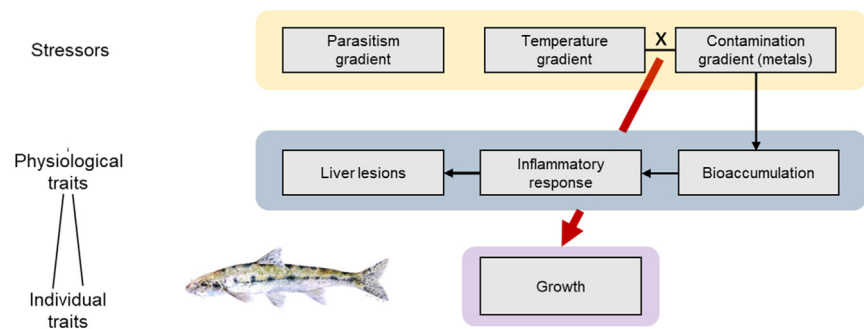 Stressors
Parasitism
gradient
Temperature
gradient
X
Contamination
gradient (metals)
Physiological
traits
Liver lesions
Inflammatory
response
Bioaccumulation
Individual
traits
Growth